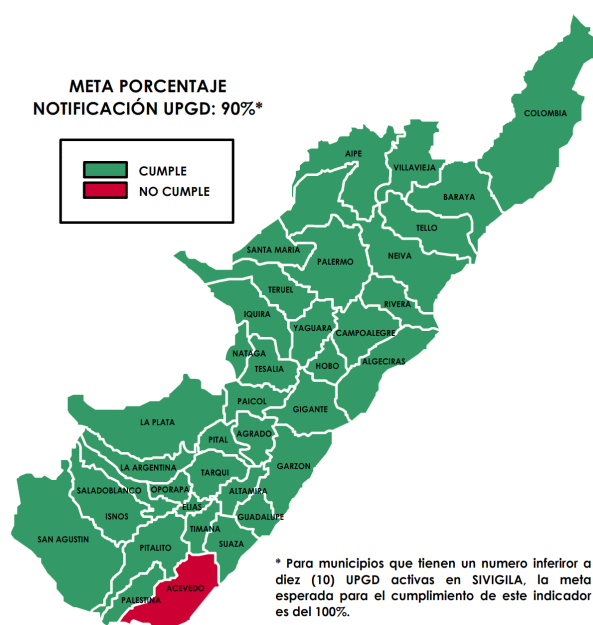 META PORCENTAJE
NOTIFICACIÓN UPGD: 90%*
CUMPLE
NO CUMPLE
COLOMBIA
AIPE
VILLAVIEJA
BARAYA
TELLO
SANTA MARIA
PALERMO
NEIVA
TERUEL
RIVERA
IQUIRA
YAGUARA
CAMPOALEGRE
NATAGA
TESALIA
HOBO
ALGECIRAS
PAICOL
GIGANTE
LA PLATA
PITAL
AGRADO
LA ARGENTINA
TARQUI
GARZON
SALADOBLANCO
OPORAPA
ALTAMIRA
ELIAS
ISNOS
GUADALUPE
TIMANA
SAN AGUSTIN
PITALITO
SUAZA
ACEVEDO
PALESTINA
* Para municipios que tienen un numero inferiror a
diez (10) UPGD activas en SIVIGILA, la meta
esperada para el cumplimiento de este indicador
es del 100%.